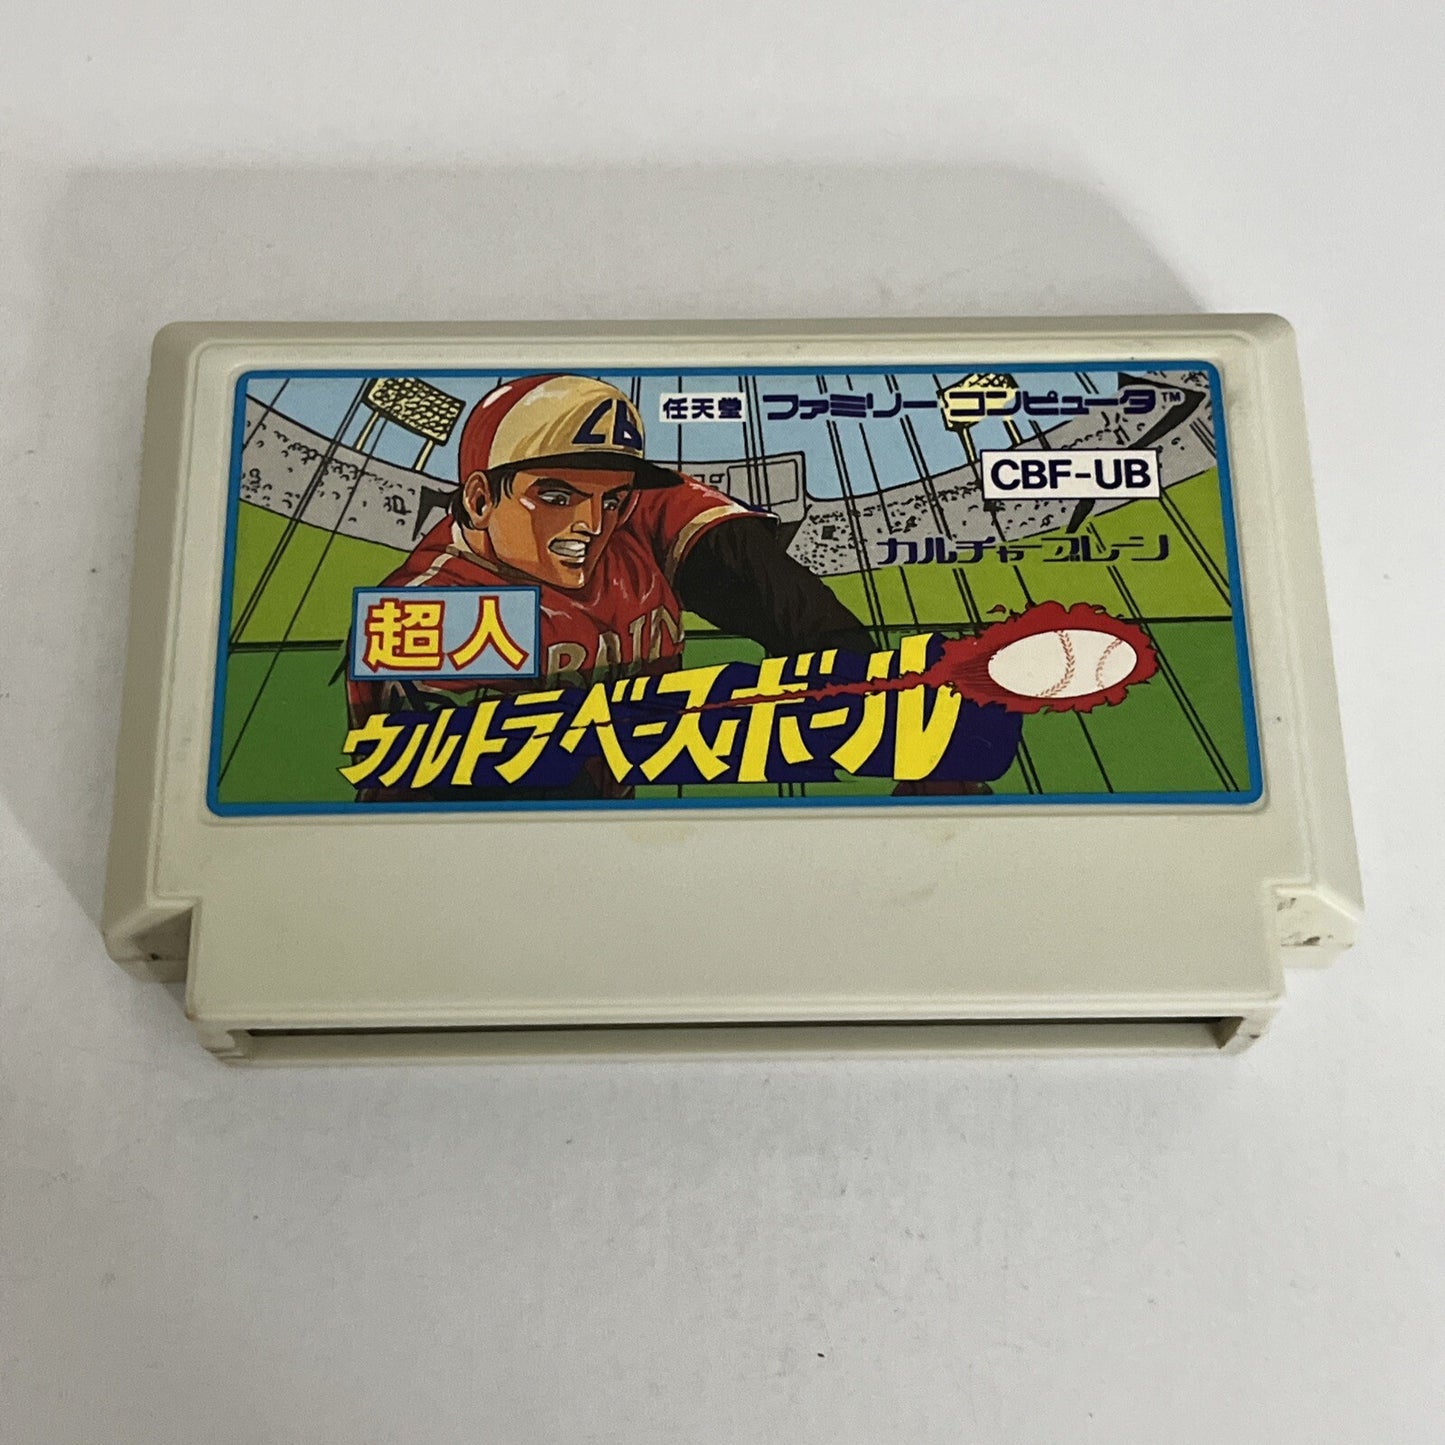 任天堂 ファミリーコンピュータ™
CBF-UB
カルチャーブレーン
CB
超人
ウルトラベースボール